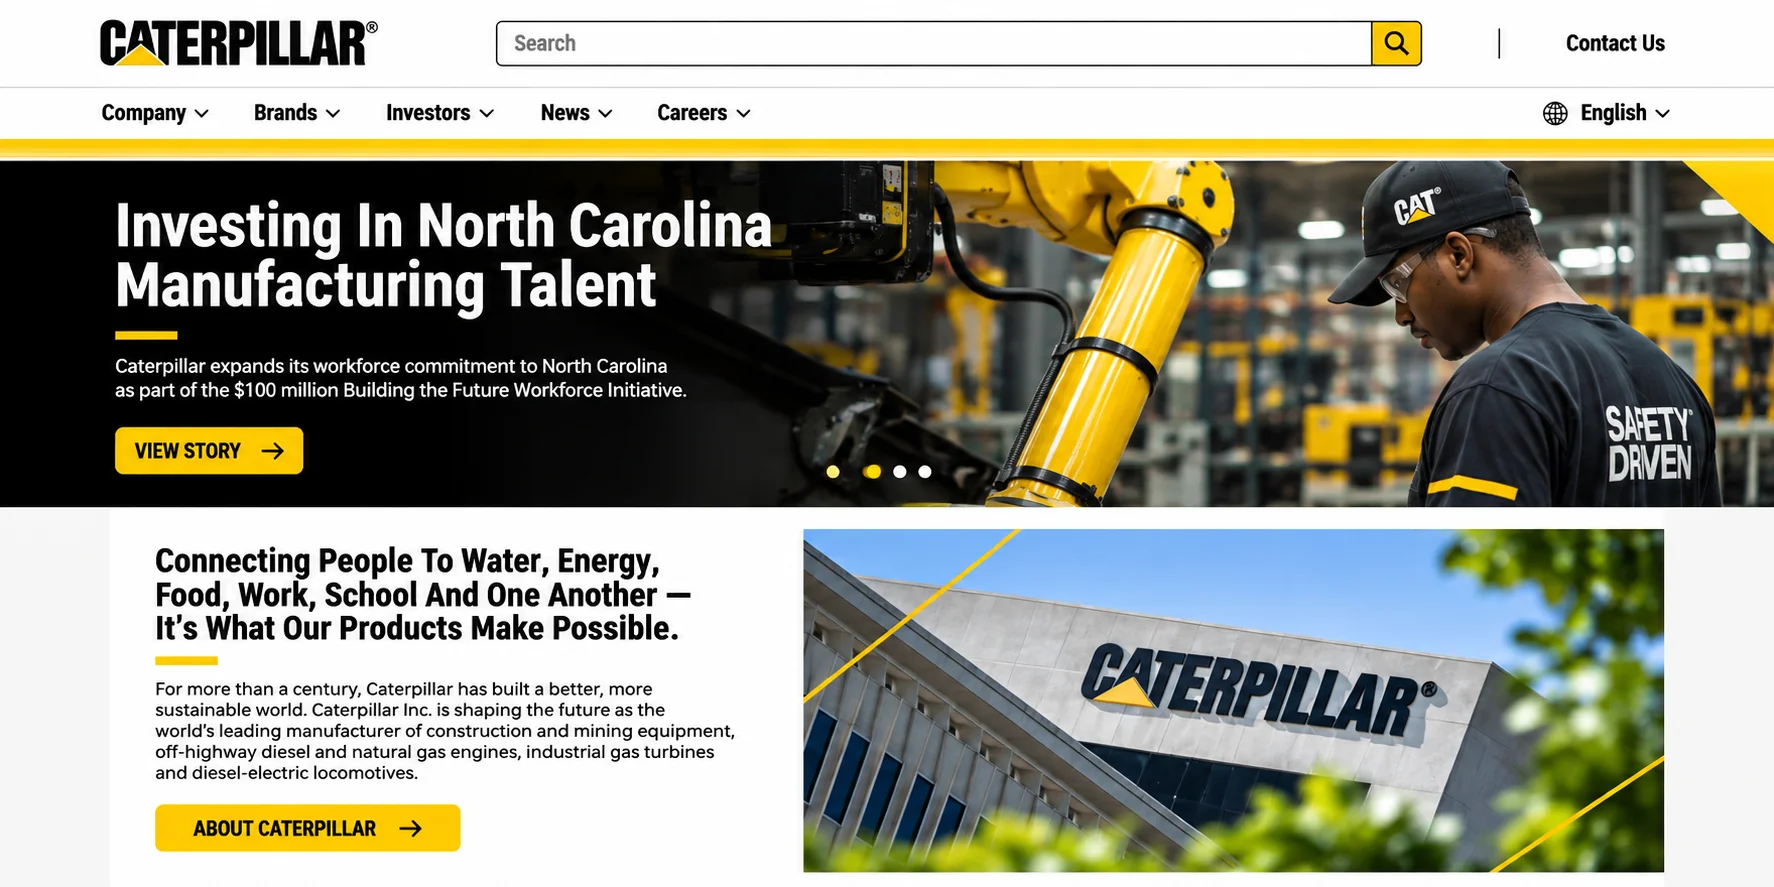 CATERPILLAR®
Search
Contact Us
Company
Brands
Investors
News
Careers
English
Investing In North Carolina
Manufacturing Talent
Caterpillar expands its workforce commitment to North Carolina
as part of the $100 million Building the Future Workforce Initiative.
VIEW STORY
CAT®
SAFETY
DRIVEN
Connecting People To Water, Energy,
Food, Work, School And One Another —
It’s What Our Products Make Possible.
For more than a century, Caterpillar has built a better, more
sustainable world. Caterpillar Inc. is shaping the future as the
world’s leading manufacturer of construction and mining equipment,
off-highway diesel and natural gas engines, industrial gas turbines
and diesel-electric locomotives.
ABOUT CATERPILLAR
CATERPILLAR®